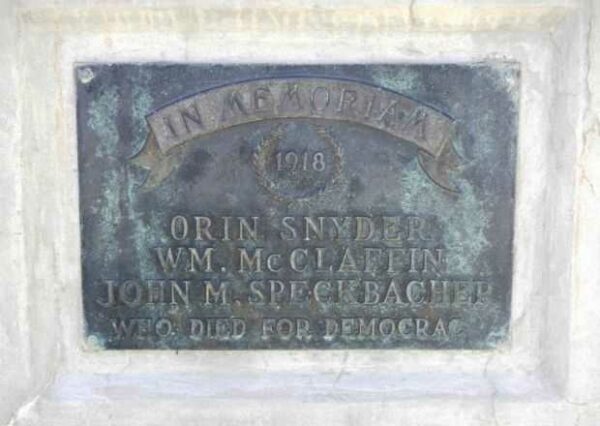 IN MEMORIAM
1918
ORIN SNYDER
WM. MCCLAFFIN
JOHN M. SPECKBACHER
WHO DIED FOR DEMOCRAC